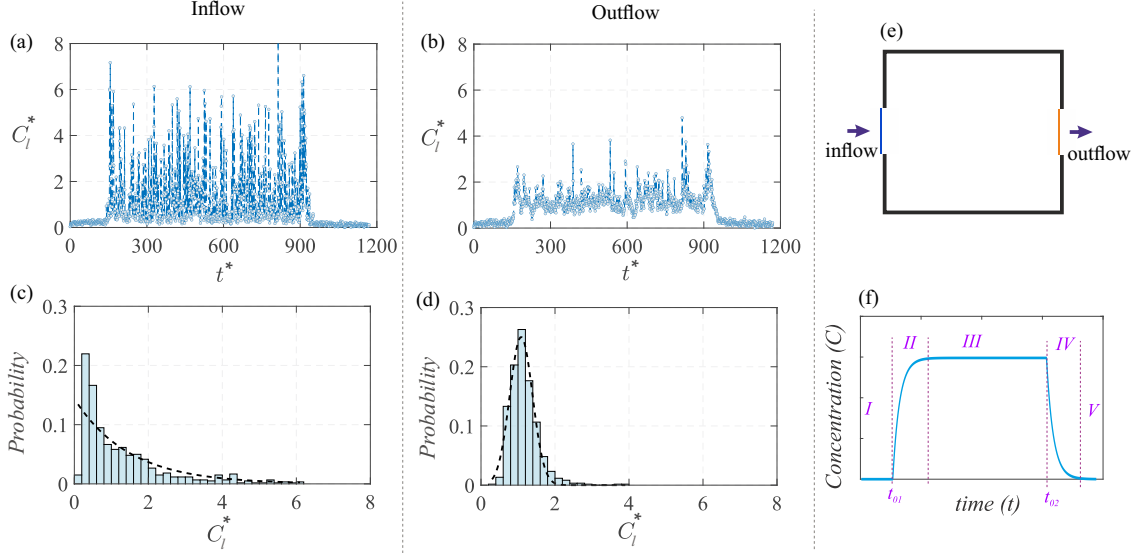 Inflow
Outflow
(a)
8
6
4
2
0
C_l^*
0 300 600 900 1200
t^*
(b)
8
6
4
2
0
C_l^*
0 300 600 900 1200
t^*
(e)
inflow
outflow
(c)
0.3
0.2
0.1
0
Probability
0 2 4 6 8
C_l^*
(d)
0.3
0.2
0.1
0
Probability
0 2 4 6 8
C_l^*
(f)
Concentration (C)
I II III IV V
t_01 t_02
time (t)